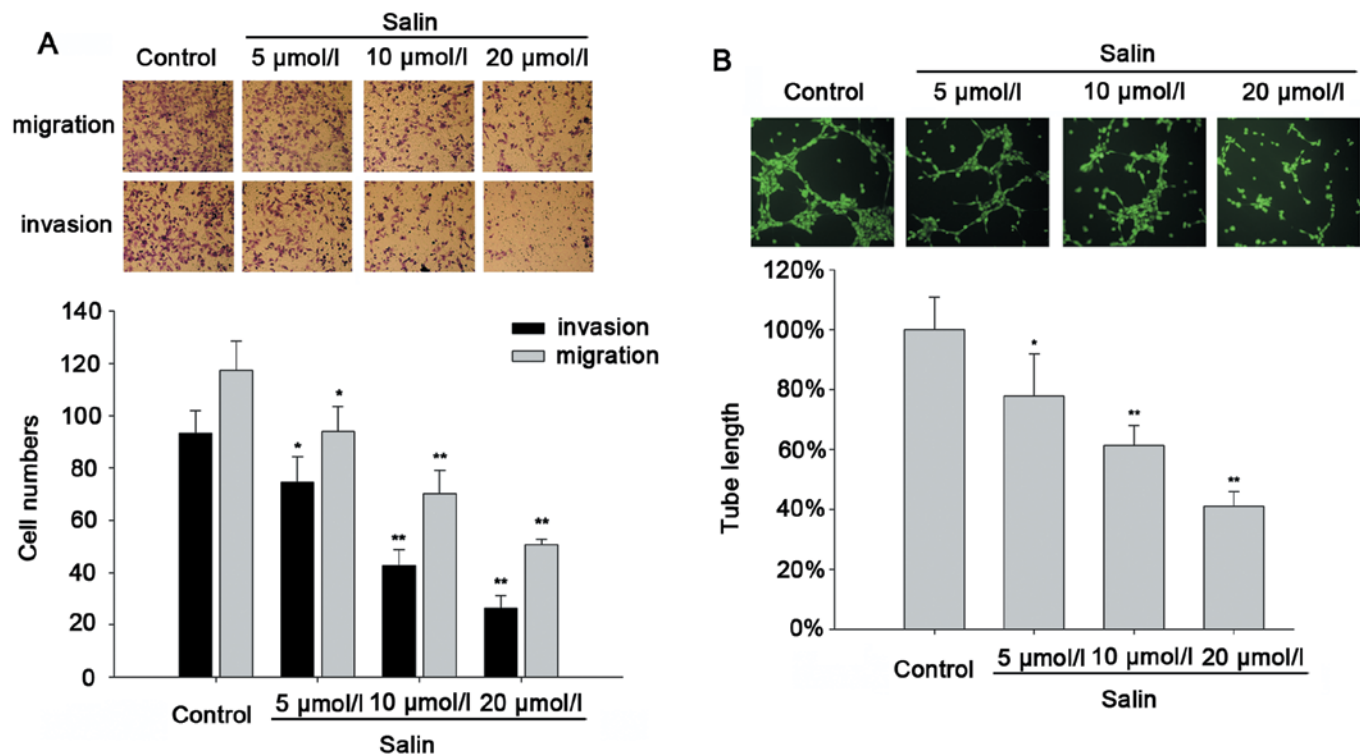 A
Salin
Control 5 µmol/l 10 µmol/l 20 µmol/l
migration
invasion
140
120
100
80
60
40
20
0
Cell numbers
invasion
migration
* *
** **
** **
Control 5 µmol/l 10 µmol/l 20 µmol/l
Salin
B
Salin
Control 5 µmol/l 10 µmol/l 20 µmol/l
120%
100%
80%
60%
40%
20%
0%
Tube length
*
**
**
Control 5 µmol/l 10 µmol/l 20 µmol/l
Salin